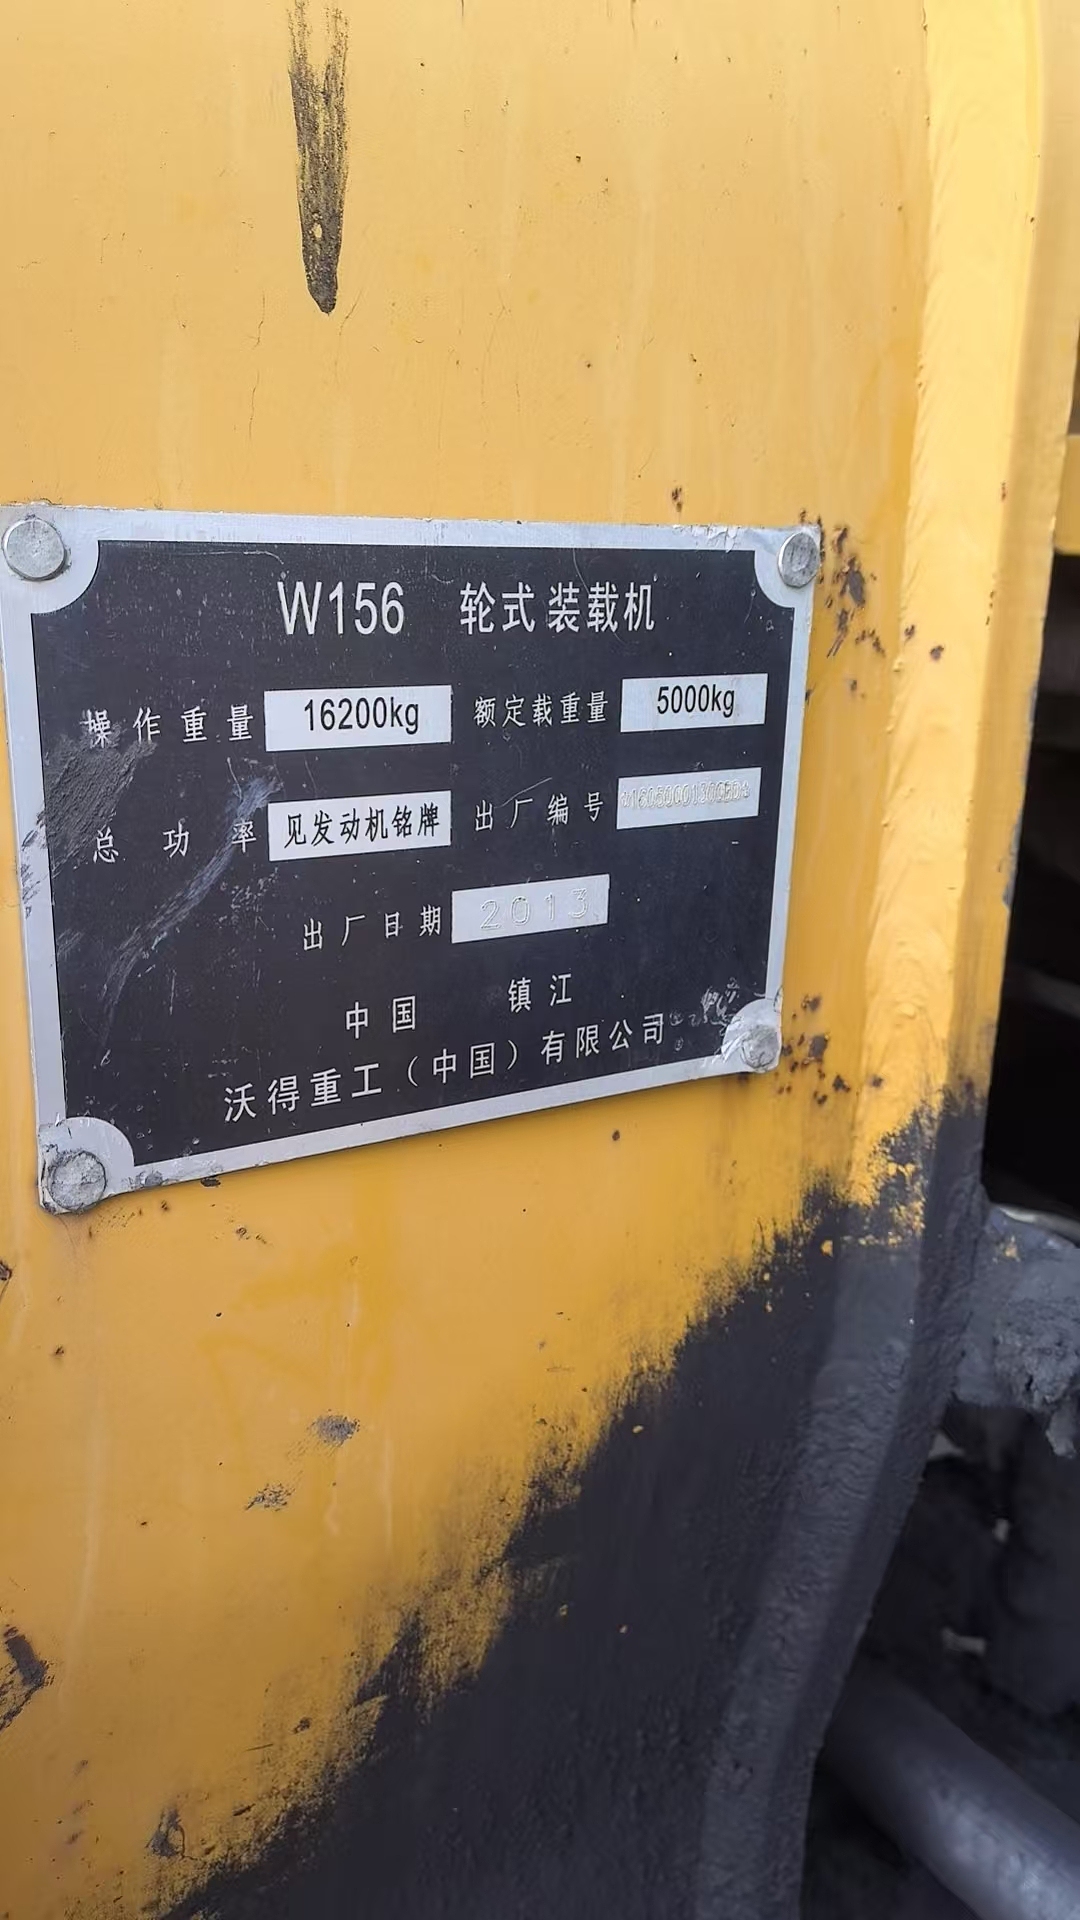 W156 轮式装载机
操作重量 16200kg 额定载重量 5000kg
总功率 见发动机铭牌 出厂编号
出厂日期 2013
中国 镇江
沃得重工（中国）有限公司